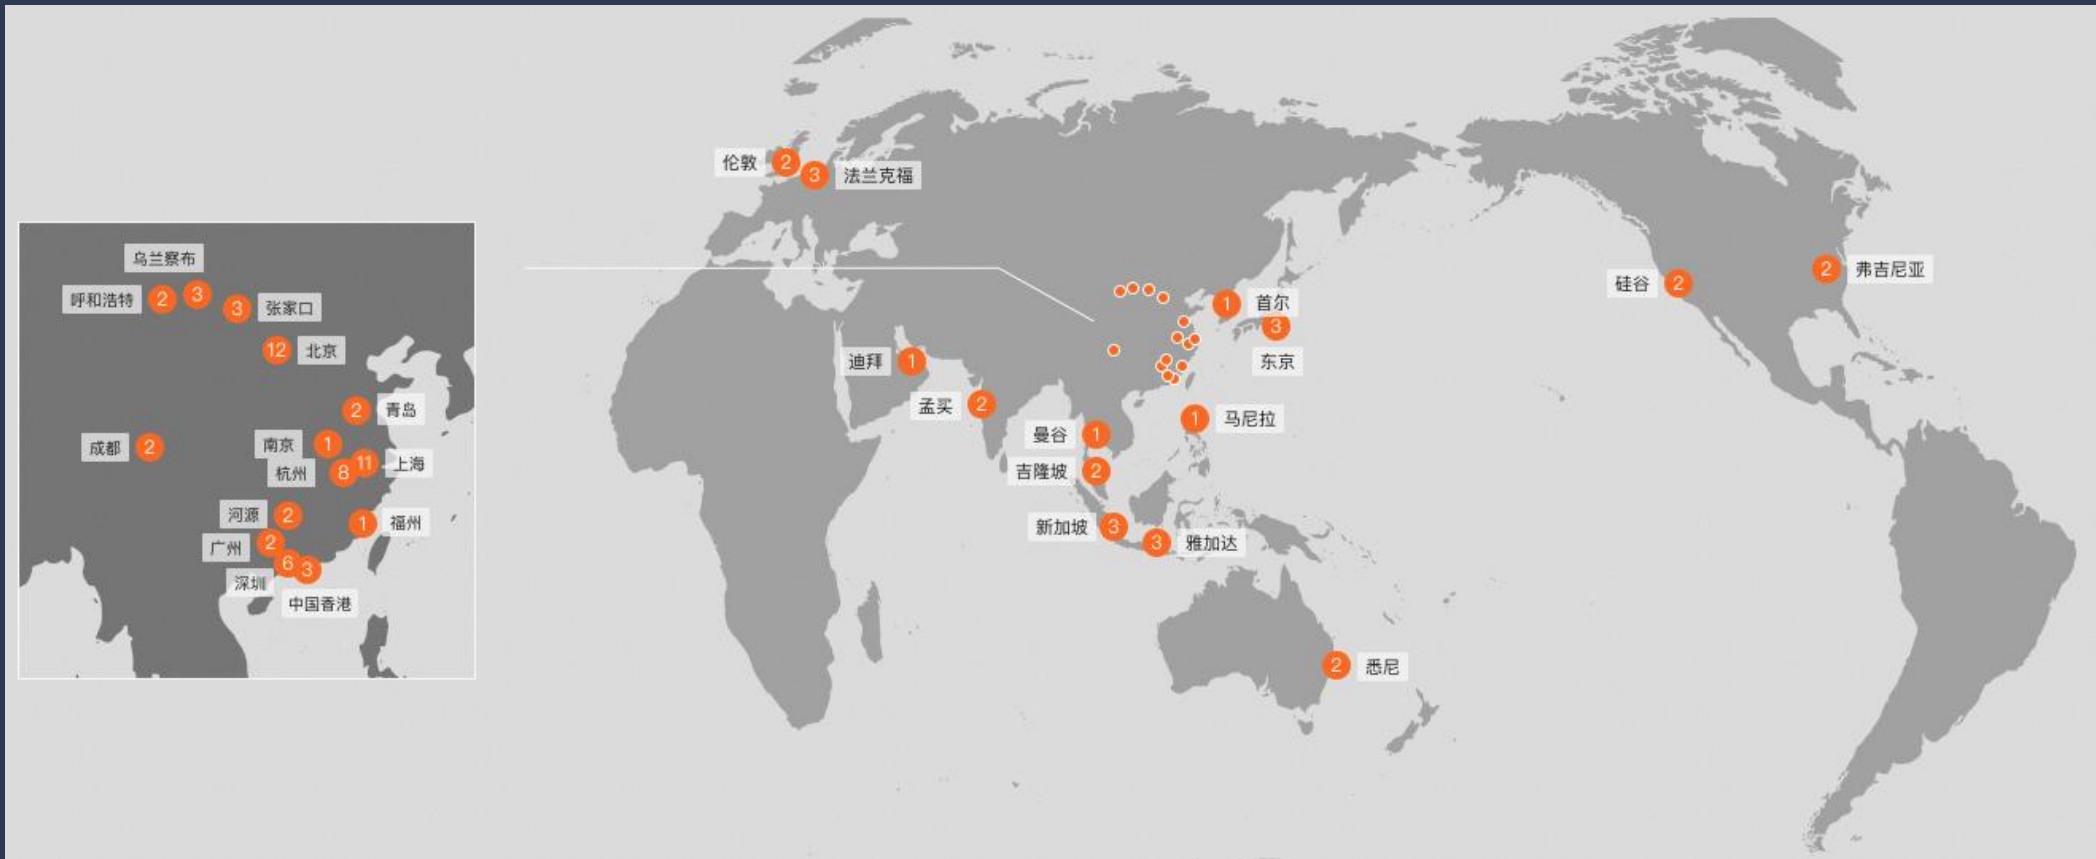 乌兰察布
呼和浩特 2
3
3 张家口
12 北京
2 青岛
成都 2
南京 1
杭州 8
11 上海
河源 2
1 福州
广州 2
深圳 6
3
中国香港
伦敦 2
3 法兰克福
硅谷 2
2 弗吉尼亚
1 首尔
3
东京
迪拜 1
孟买 2
1 马尼拉
曼谷 1
吉隆坡 2
新加坡 3
3 雅加达
2 悉尼